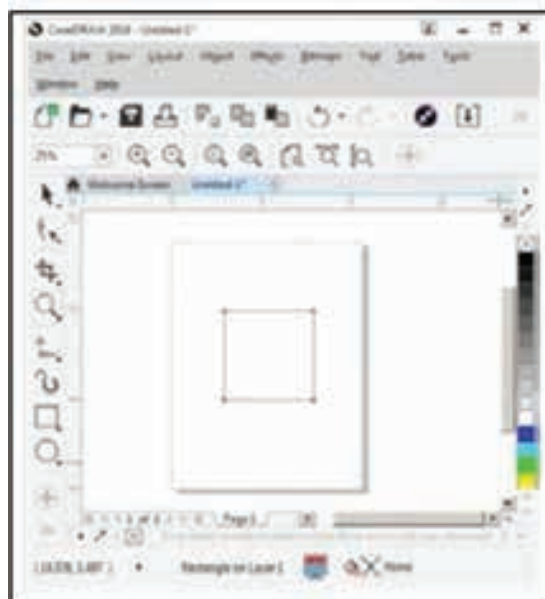 CorelDRAW 2018 - Untitled-1*
File Edit View Layout Object Effects Bitmaps Text Table Tools
Window Help
25%
Welcome Screen Untitled-1*
Page 1
Rectangle on Layer 1 None